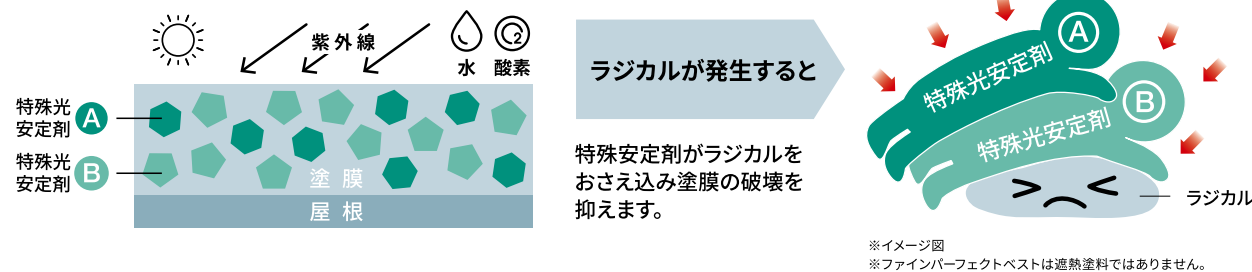 紫外線
水
酸素
特殊光
安定剤
A
特殊光
安定剤
B
塗膜
屋根
ラジカルが発生すると
特殊安定剤がラジカルを
おさえ込み塗膜の破壊を
抑えます。
A
特殊光安定剤
B
特殊光安定剤
ラジカル
※イメージ図
※ファインパーフェクトベストは遮熱塗料ではありません。